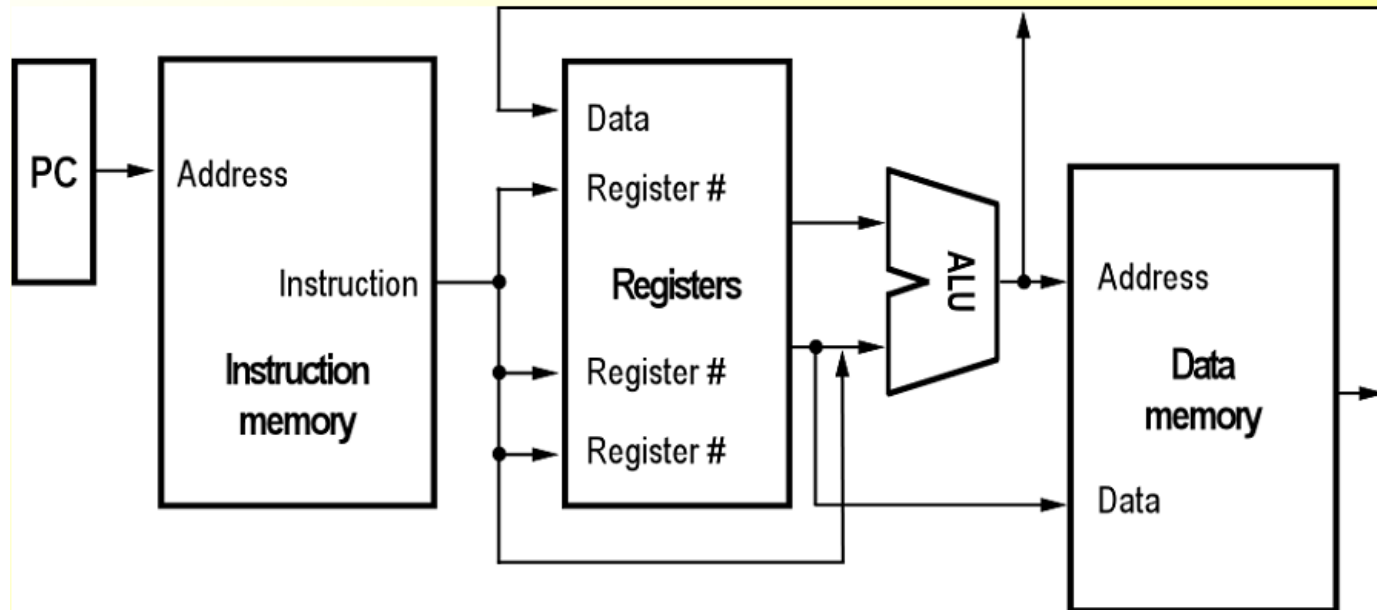 PC
Address
Instruction
Instruction
memory
Data
Register #
Registers
Register #
Register #
ALU
Address
Data
memory
Data